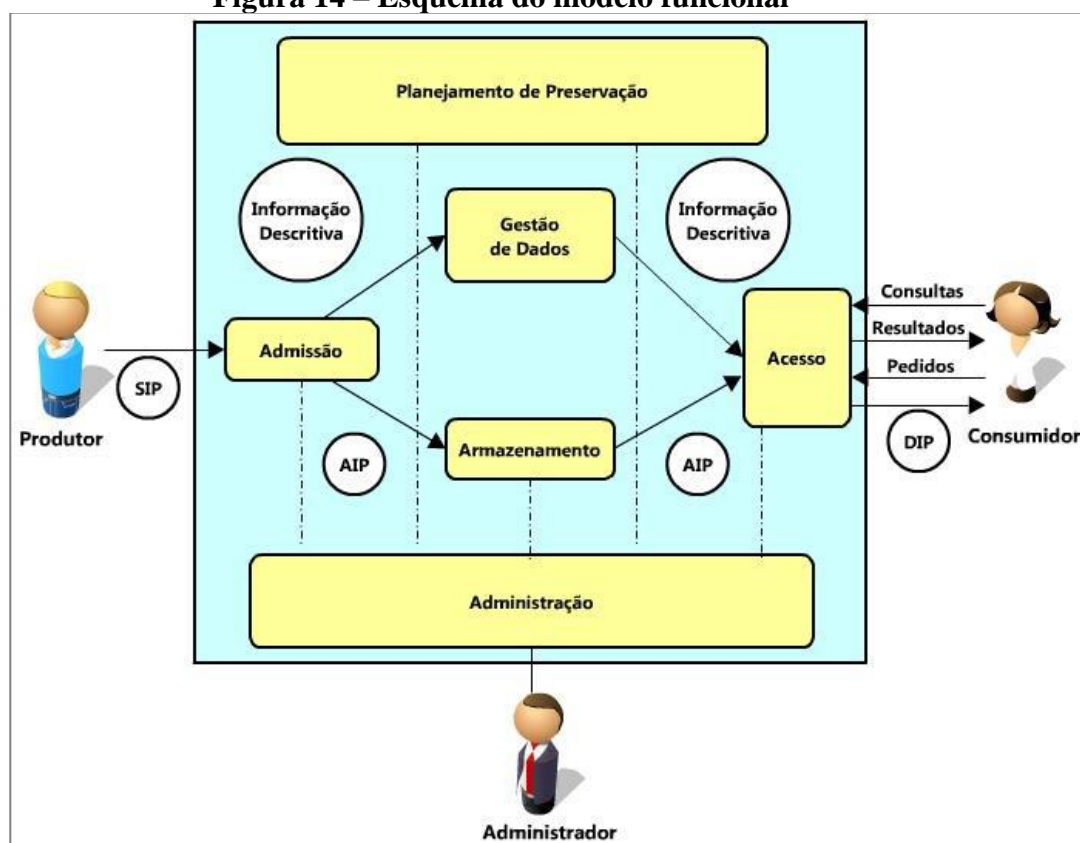 Figura 14 – Esquema do modelo funcional
Planejamento de Preservação
Informação
Descritiva
Gestão
de Dados
Informação
Descritiva
Consultas
Resultados
Pedidos
Admissão
Acesso
SIP
Produtor
DIP
Consumidor
AIP
Armazenamento
AIP
Administração
Administrador